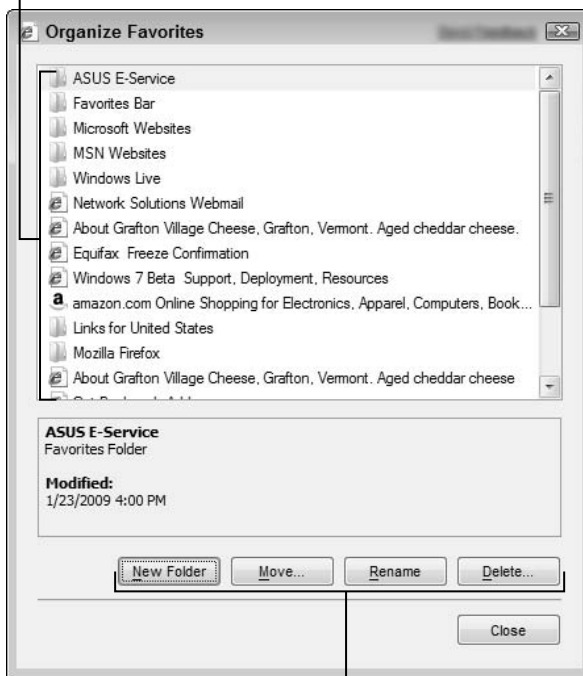 Organize Favorites
ASUS E-Service
Favorites Bar
Microsoft Websites
MSN Websites
Windows Live
Network Solutions Webmail
About Grafton Village Cheese, Grafton, Vermont. Aged cheddar cheese.
Equifax Freeze Confirmation
Windows 7 Beta Support, Deployment, Resources
a amazon.com Online Shopping for Electronics, Apparel, Computers, Book...
Links for United States
Mozilla Firefox
About Grafton Village Cheese, Grafton, Vermont. Aged cheddar cheese
ASUS E-Service
Favorites Folder
Modified:
1/23/2009 4:00 PM
New Folder Move... Rename Delete...
Close